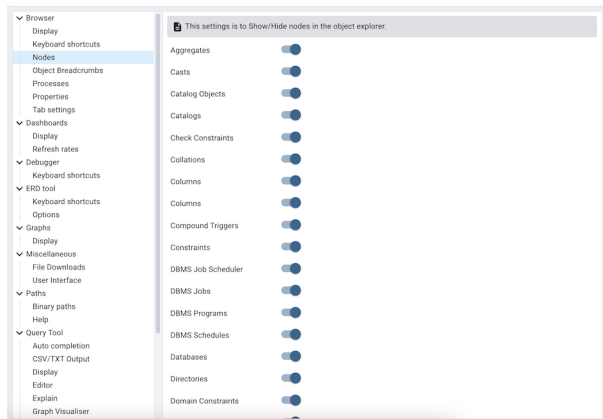 Browser
Display
Keyboard shortcuts
Nodes
Object Breadcrumbs
Processes
Properties
Tab settings
Dashboards
Display
Refresh rates
Debugger
Keyboard shortcuts
ERD tool
Keyboard shortcuts
Options
Graphs
Display
Miscellaneous
File Downloads
User Interface
Paths
Binary paths
Help
Query Tool
Auto completion
CSV/TXT Output
Display
Editor
Explain
Graph Visualiser
This settings is to Show/Hide nodes in the object explorer.
Aggregates
Casts
Catalog Objects
Catalogs
Check Constraints
Collations
Columns
Columns
Compound Triggers
Constraints
DBMS Job Scheduler
DBMS Jobs
DBMS Programs
DBMS Schedules
Databases
Directories
Domain Constraints